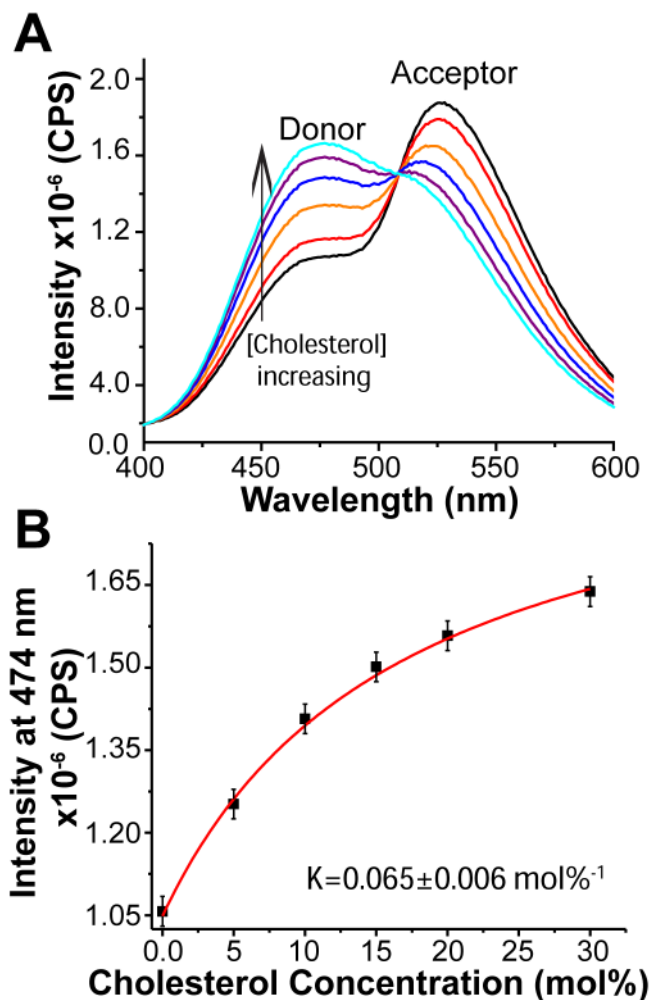 A
Intensity x10⁻⁶ (CPS)
2.0
1.6
1.2
8.0
4.0
0.0
Donor
Acceptor
[Cholesterol]
increasing
400 450 500 550 600
Wavelength (nm)
B
Intensity at 474 nm
x10⁻⁶ (CPS)
1.65
1.50
1.35
1.20
1.05
K=0.065±0.006 mol%⁻¹
0.0 5 10 15 20 25 30
Cholesterol Concentration (mol%)